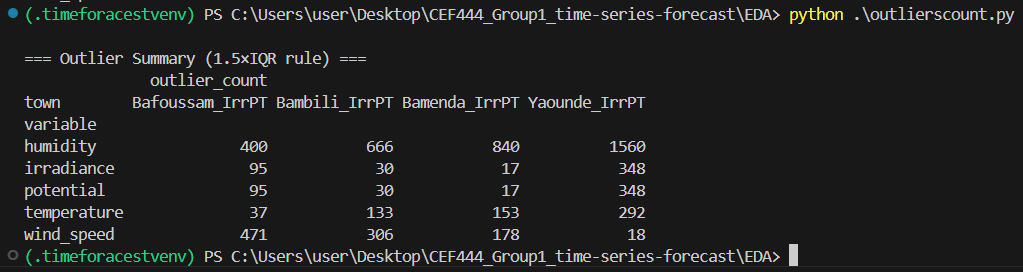 (.timeforacestvenv) PS C:\Users\user\Desktop\CEF444_Group1_time-series-forecast\EDA> python .\outlierscount.py
=== Outlier Summary (1.5×IQR rule) ===
outlier_count
town Bafoussam_IrrPT Bambili_IrrPT Bamenda_IrrPT Yaounde_IrrPT
variable
humidity 400 666 840 1560
irradiance 95 30 17 348
potential 95 30 17 348
temperature 37 133 153 292
wind_speed 471 306 178 18
(.timeforacestvenv) PS C:\Users\user\Desktop\CEF444_Group1_time-series-forecast\EDA>